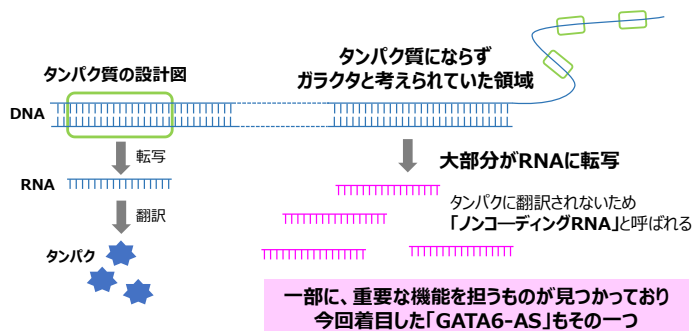 タンパク質の設計図
タンパク質にならず
ガラクタと考えられていた領域
DNA
転写
大部分がRNAに転写
RNA
翻訳
タンパクに翻訳されないため
「ノンコーディングRNA」と呼ばれる
タンパク
一部に、重要な機能を担うものが見つかっており
今回着目した「GATA6-AS」もその一つ